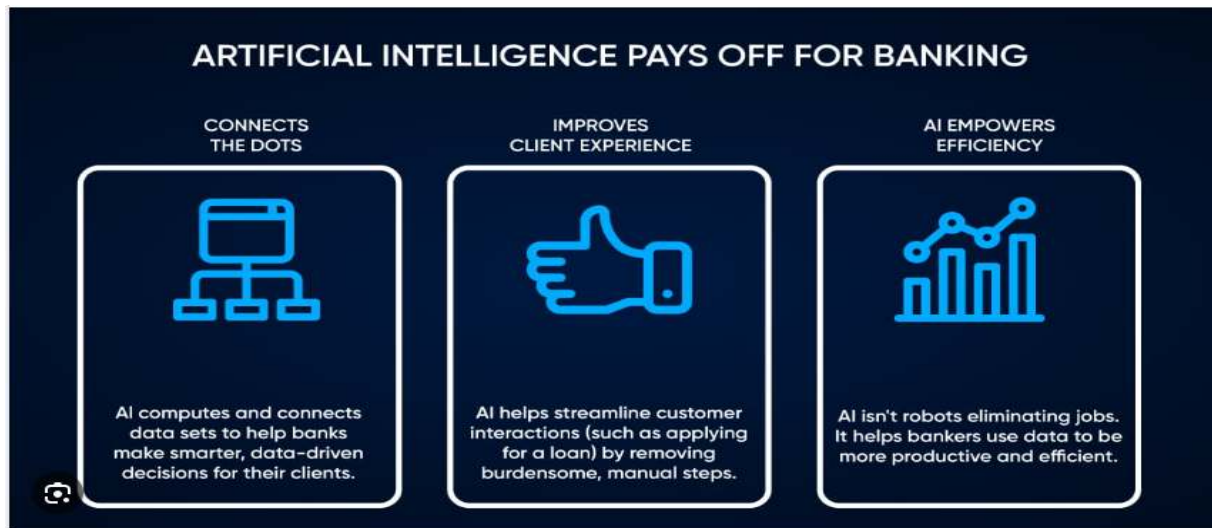 ARTIFICIAL INTELLIGENCE PAYS OFF FOR BANKING
CONNECTS
THE DOTS
AI computes and connects
data sets to help banks
make smarter, data-driven
decisions for their clients.
IMPROVES
CLIENT EXPERIENCE
AI helps streamline customer
interactions (such as applying
for a loan) by removing
burdensome, manual steps.
AI EMPOWERS
EFFICIENCY
AI isn't robots eliminating jobs.
It helps bankers use data to be
more productive and efficient.